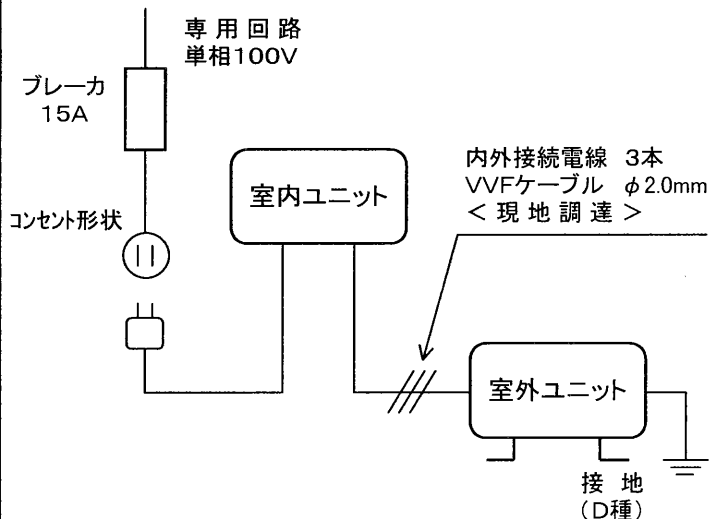 専用回路
単相100V
ブレーカ
15A
コンセント形状
室内ユニット
内外接続電線 3本
VVFケーブル φ2.0mm
<現地調達>
室外ユニット
接地
(D種)